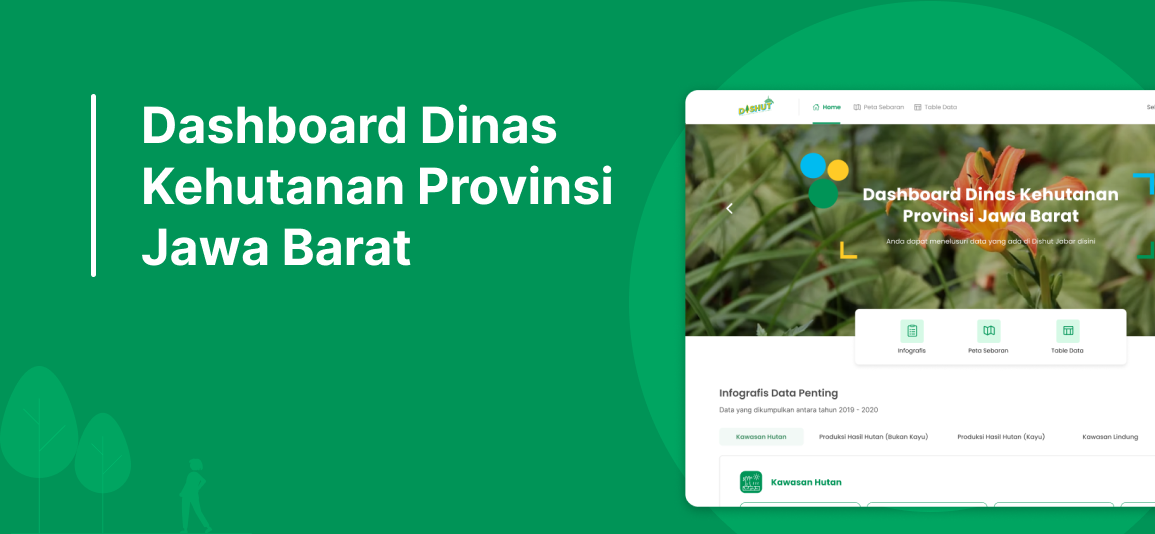 Dashboard Dinas
Kehutanan Provinsi
Jawa Barat
DISHUT
Home
Peta Sebaran
Table Data
Dashboard Dinas Kehutanan
Provinsi Jawa Barat
Anda dapat menelusuri data yang ada di Dishut Jabar disini
Infografis
Peta Sebaran
Table Data
Infografis Data Penting
Data yang dikumpulkan antara tahun 2019 - 2020
Kawasan Hutan
Produksi Hasil Hutan (Bukan Kayu)
Produksi Hasil Hutan (Kayu)
Kawasan Lindung
Kawasan Hutan